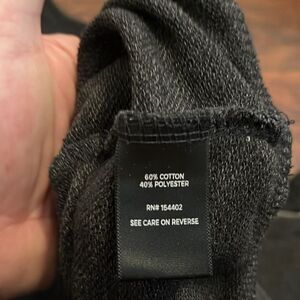 60% COTTON
40% POLYESTER
RN# 154402
SEE CARE ON REVERSE